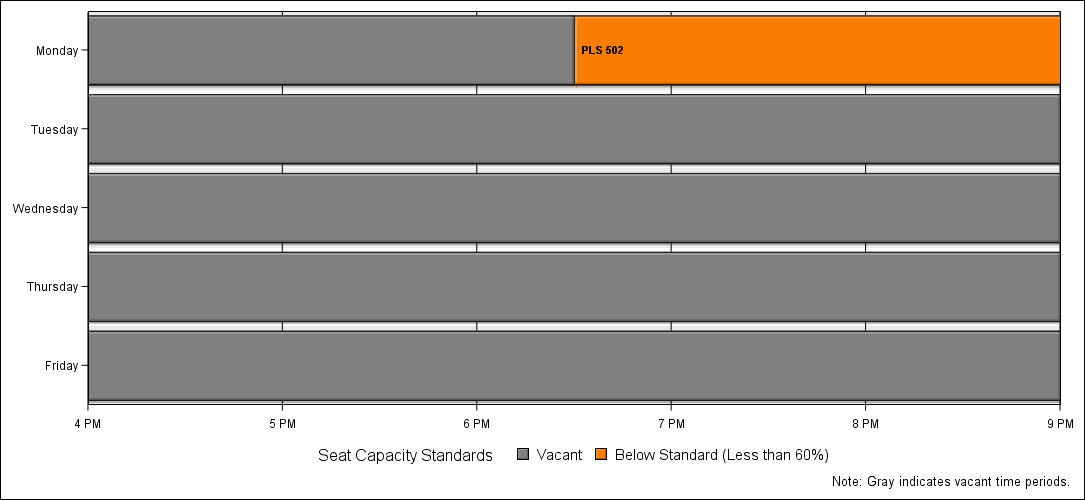 Monday
PLS 502
Tuesday
Wednesday
Thursday
Friday
4 PM 5 PM 6 PM 7 PM 8 PM 9 PM
Seat Capacity Standards Vacant Below Standard (Less than 60%)
Note: Gray indicates vacant time periods.